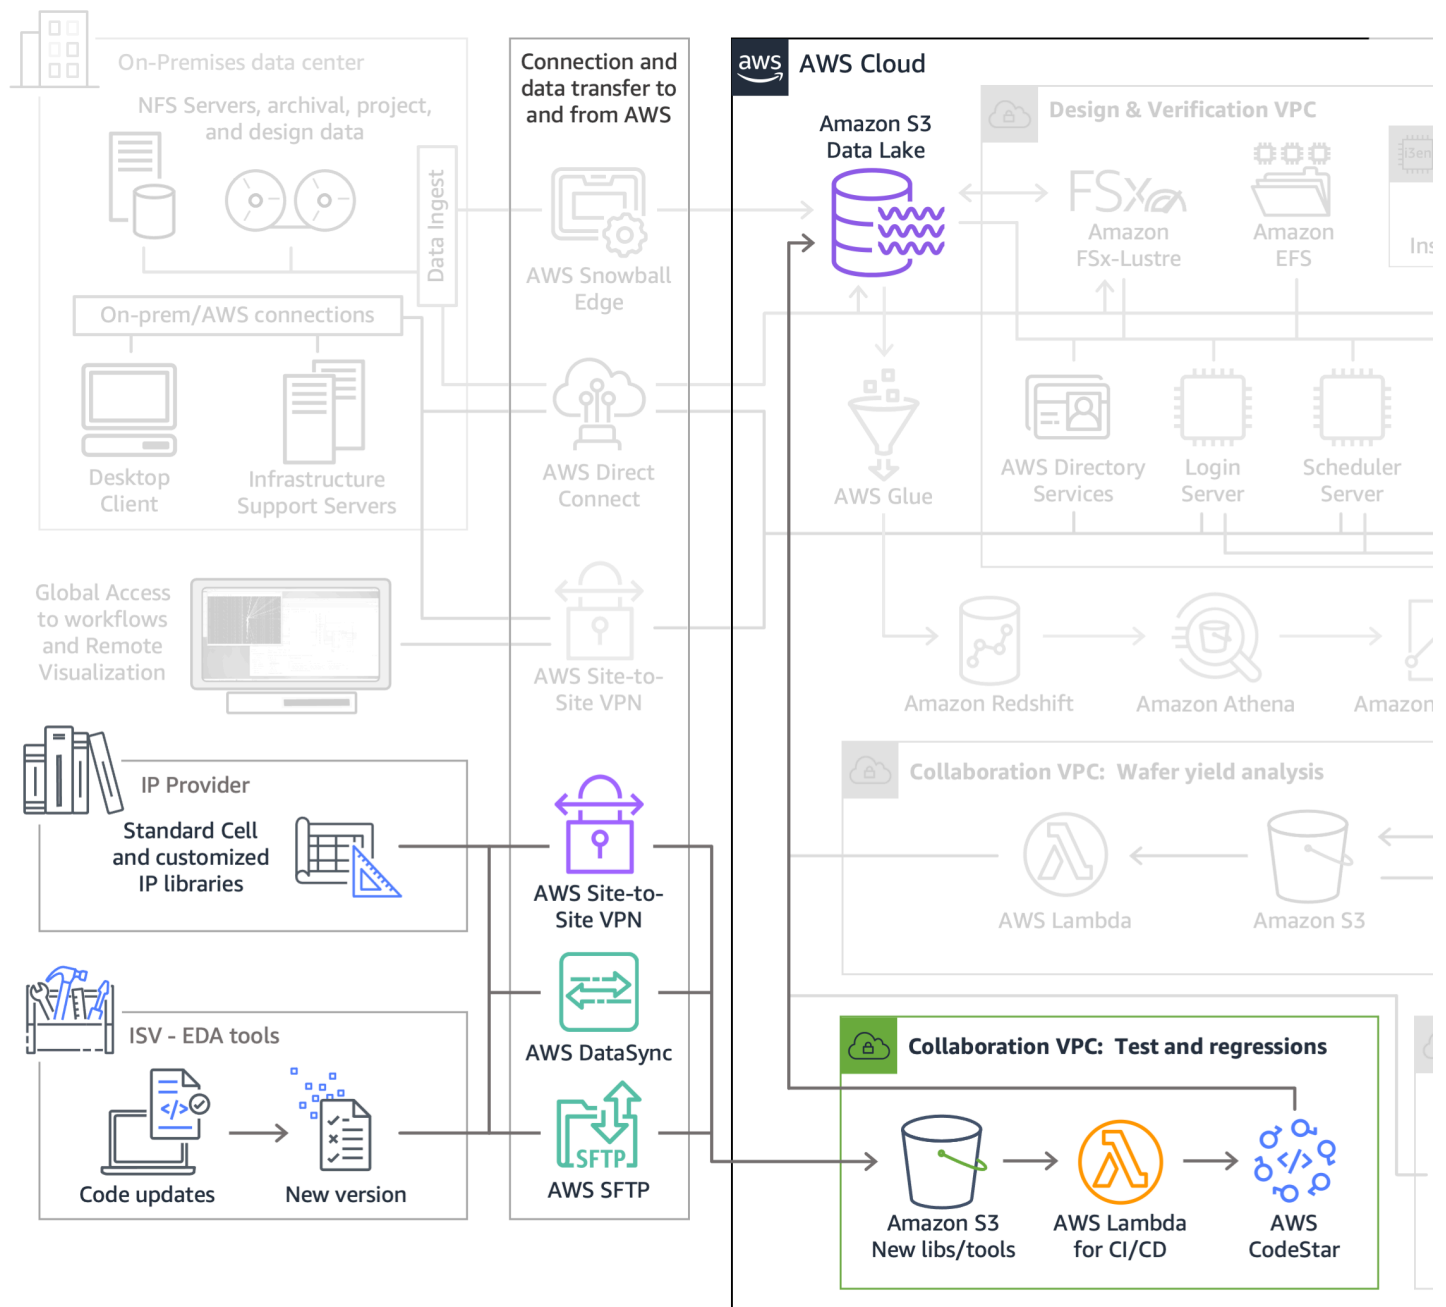 On-Premises data center
NFS Servers, archival, project,
and design data
Data Ingest
On-prem/AWS connections
Desktop
Client
Infrastructure
Support Servers
Global Access
to workflows
and Remote
Visualization
IP Provider
Standard Cell
and customized
IP libraries
ISV - EDA tools
</>
Code updates
New version
Connection and
data transfer to
and from AWS
AWS Snowball
Edge
AWS Direct
Connect
AWS Site-to-
Site VPN
AWS Site-to-
Site VPN
AWS DataSync
SFTP
AWS SFTP
aws
AWS Cloud
Amazon S3
Data Lake
AWS Glue
Design & Verification VPC
FSx
Amazon
FSx-Lustre
Amazon
EFS
i3en
Ins
AWS Directory
Services
Login
Server
Scheduler
Server
Amazon Redshift
Amazon Athena
Amazon
Collaboration VPC: Wafer yield analysis
AWS Lambda
Amazon S3
Collaboration VPC: Test and regressions
Amazon S3
New libs/tools
AWS Lambda
for CI/CD
</>
AWS
CodeStar